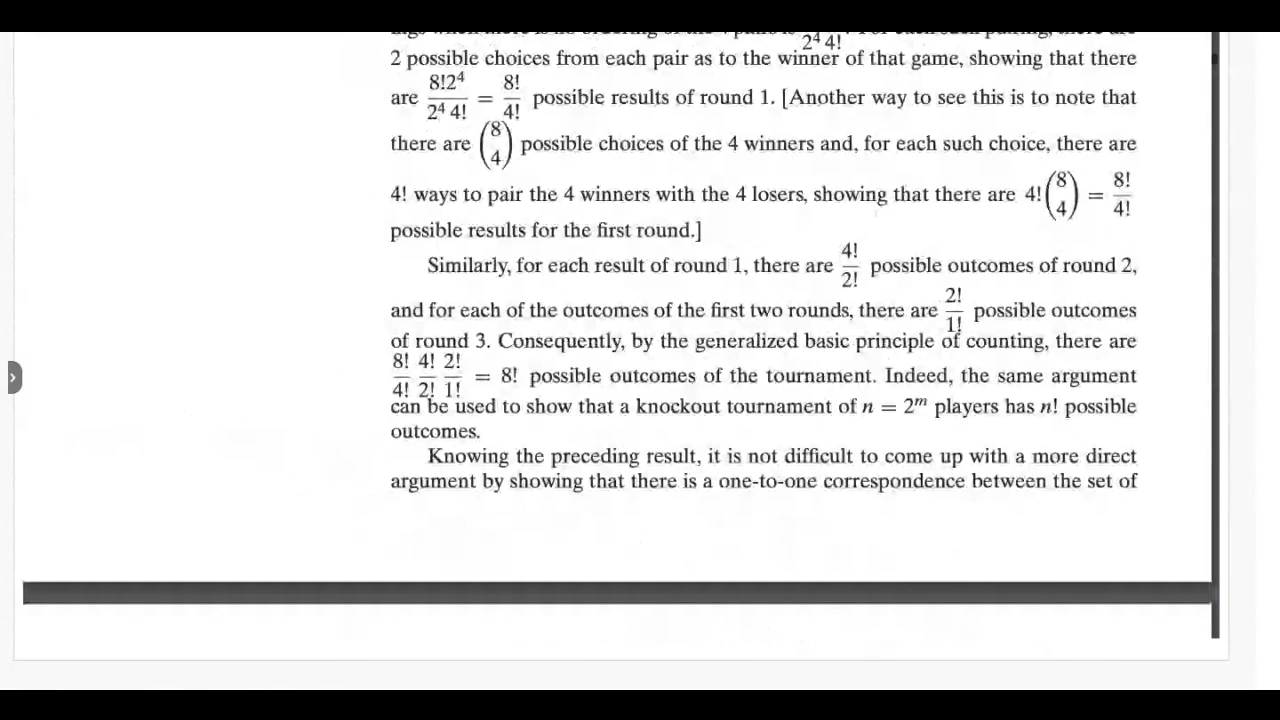 2⁴ 4!
2 possible choices from each pair as to the winner of that game, showing that there
are 8!2⁴/2⁴ 4! = 8!/4! possible results of round 1. [Another way to see this is to note that
there are (8 4) possible choices of the 4 winners and, for each such choice, there are
4! ways to pair the 4 winners with the 4 losers, showing that there are 4!(8 4) = 8!/4!
possible results for the first round.]
Similarly, for each result of round 1, there are 4!/2! possible outcomes of round 2,
and for each of the outcomes of the first two rounds, there are 2!/1! possible outcomes
of round 3. Consequently, by the generalized basic principle of counting, there are
8!/4! 4!/2! 2!/1! = 8! possible outcomes of the tournament. Indeed, the same argument
can be used to show that a knockout tournament of n = 2ᵐ players has n! possible
outcomes.
Knowing the preceding result, it is not difficult to come up with a more direct
argument by showing that there is a one-to-one correspondence between the set of